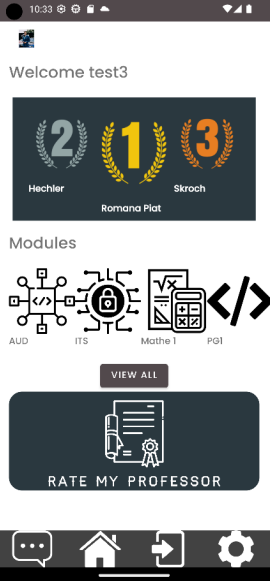 10:33
Welcome test3
2 1 3
Hechler Skroch
Romana Piat
Modules
</> √x </>
AUD ITS Mathe 1 PG1
VIEW ALL
RATE MY PROFESSOR